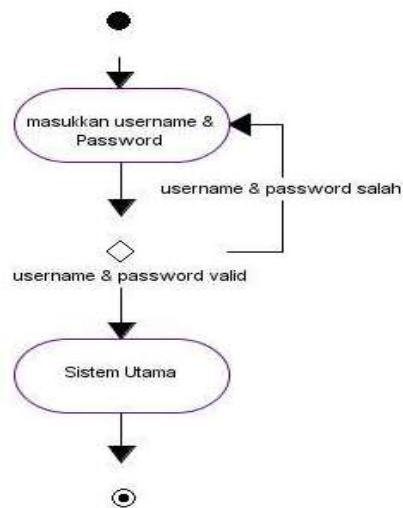 masukkan username &
Password
username & password salah
username & password valid
Sistem Utama